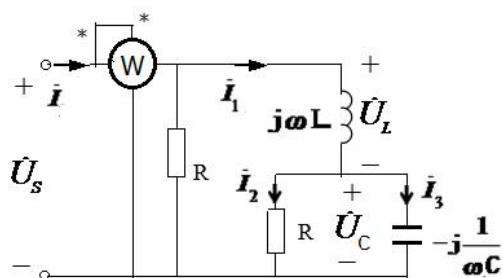 *
*
W
+
İ
İ₁
+
jωL
U̇_L
R
U̇_S
İ₂
−
+
İ₃
R
U̇_C
−j 1/ωC
−
−